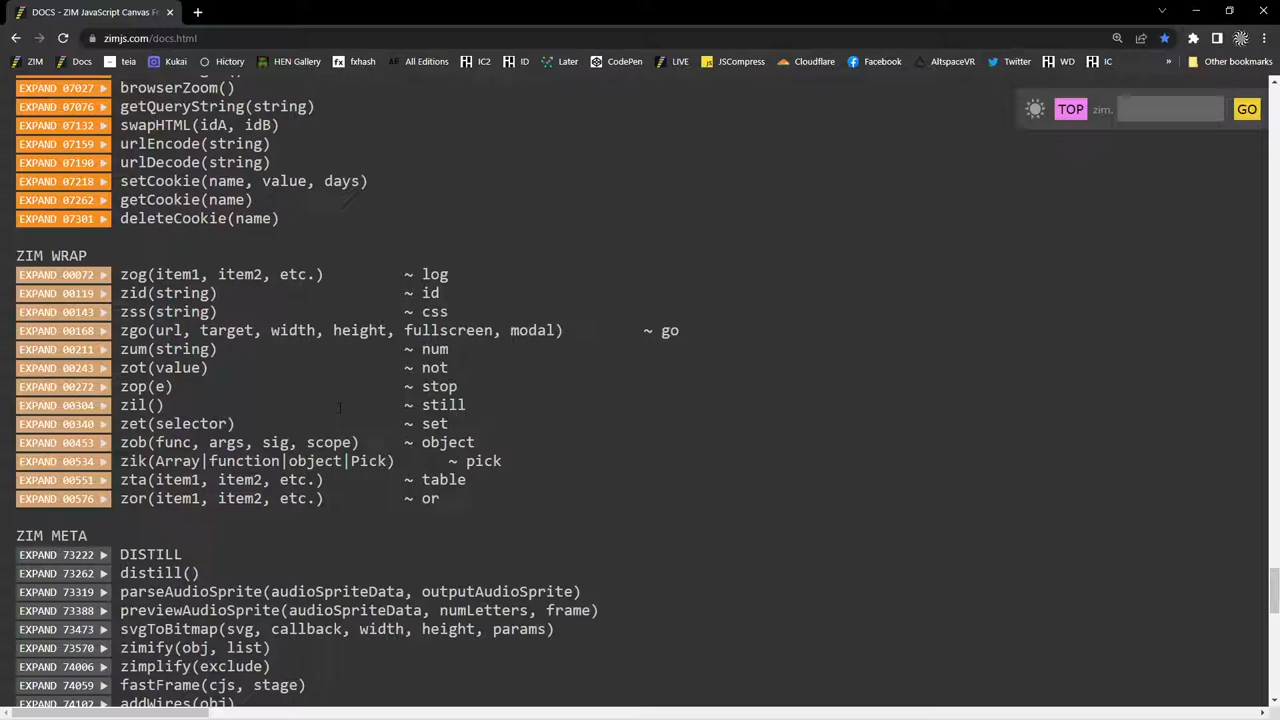 DOCS - ZIM JavaScript Canvas F
zimjs.com/docs.html
ZIM Docs teia Kukai Hictory HEN Gallery fxhash All Editions IC2 ID Later CodePen LIVE JSCompress Cloudflare Facebook AltspaceVR Twitter WD IC » Other bookmarks
TOP zim. GO
EXPAND 07027 browserZoom()
EXPAND 07076 getQueryString(string)
EXPAND 07132 swapHTML(idA, idB)
EXPAND 07159 urlEncode(string)
EXPAND 07190 urlDecode(string)
EXPAND 07218 setCookie(name, value, days)
EXPAND 07262 getCookie(name)
EXPAND 07301 deleteCookie(name)
ZIM WRAP
EXPAND 00072 zog(item1, item2, etc.) ~ log
EXPAND 00119 zid(string) ~ id
EXPAND 00143 zss(string) ~ css
EXPAND 00168 zgo(url, target, width, height, fullscreen, modal) ~ go
EXPAND 00211 zum(string) ~ num
EXPAND 00243 zot(value) ~ not
EXPAND 00272 zop(e) ~ stop
EXPAND 00304 zil() ~ still
EXPAND 00340 zet(selector) ~ set
EXPAND 00453 zob(func, args, sig, scope) ~ object
EXPAND 00534 zik(Array|function|object|Pick) ~ pick
EXPAND 00551 zta(item1, item2, etc.) ~ table
EXPAND 00576 zor(item1, item2, etc.) ~ or
ZIM META
EXPAND 73222 DISTILL
EXPAND 73262 distill()
EXPAND 73319 parseAudioSprite(audioSpriteData, outputAudioSprite)
EXPAND 73388 previewAudioSprite(audioSpriteData, numLetters, frame)
EXPAND 73473 svgToBitmap(svg, callback, width, height, params)
EXPAND 73570 zimify(obj, list)
EXPAND 74006 zimplify(exclude)
EXPAND 74059 fastFrame(cjs, stage)
EXPAND 74102 addWires(obj)